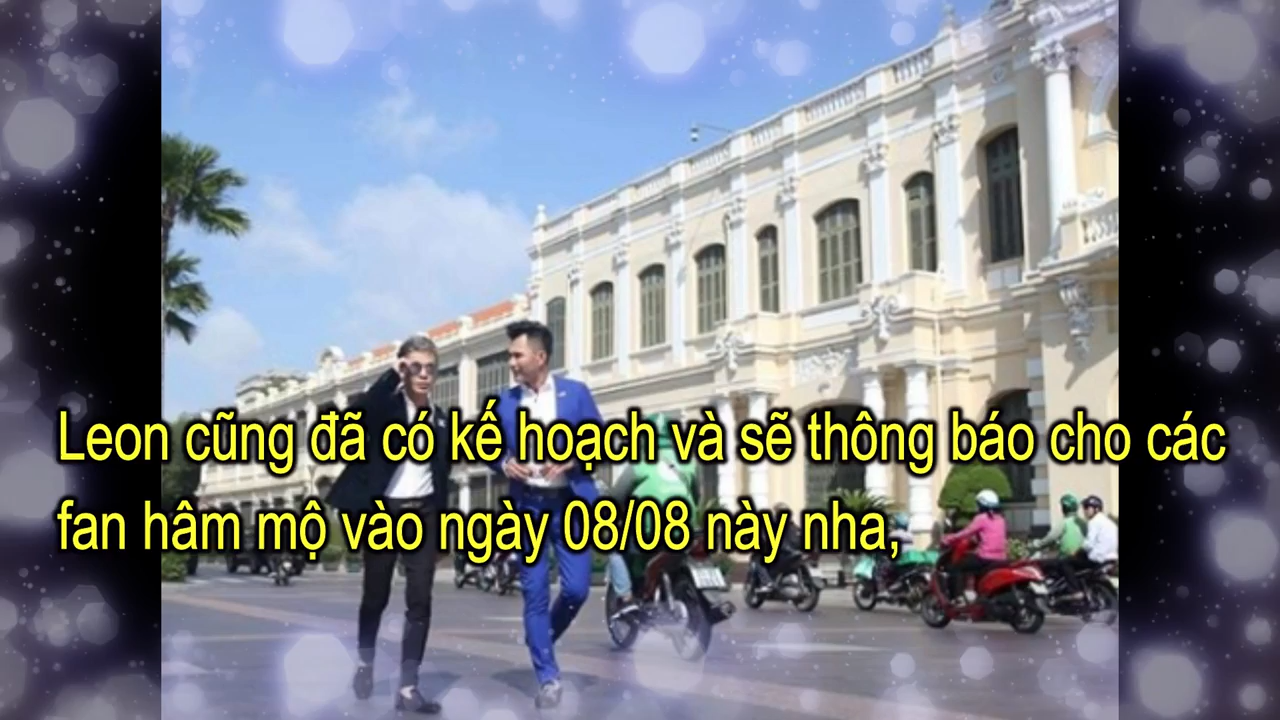 Leon cũng đã có kế hoạch và sẽ thông báo cho các
fan hâm mộ vào ngày 08/08 này nha,